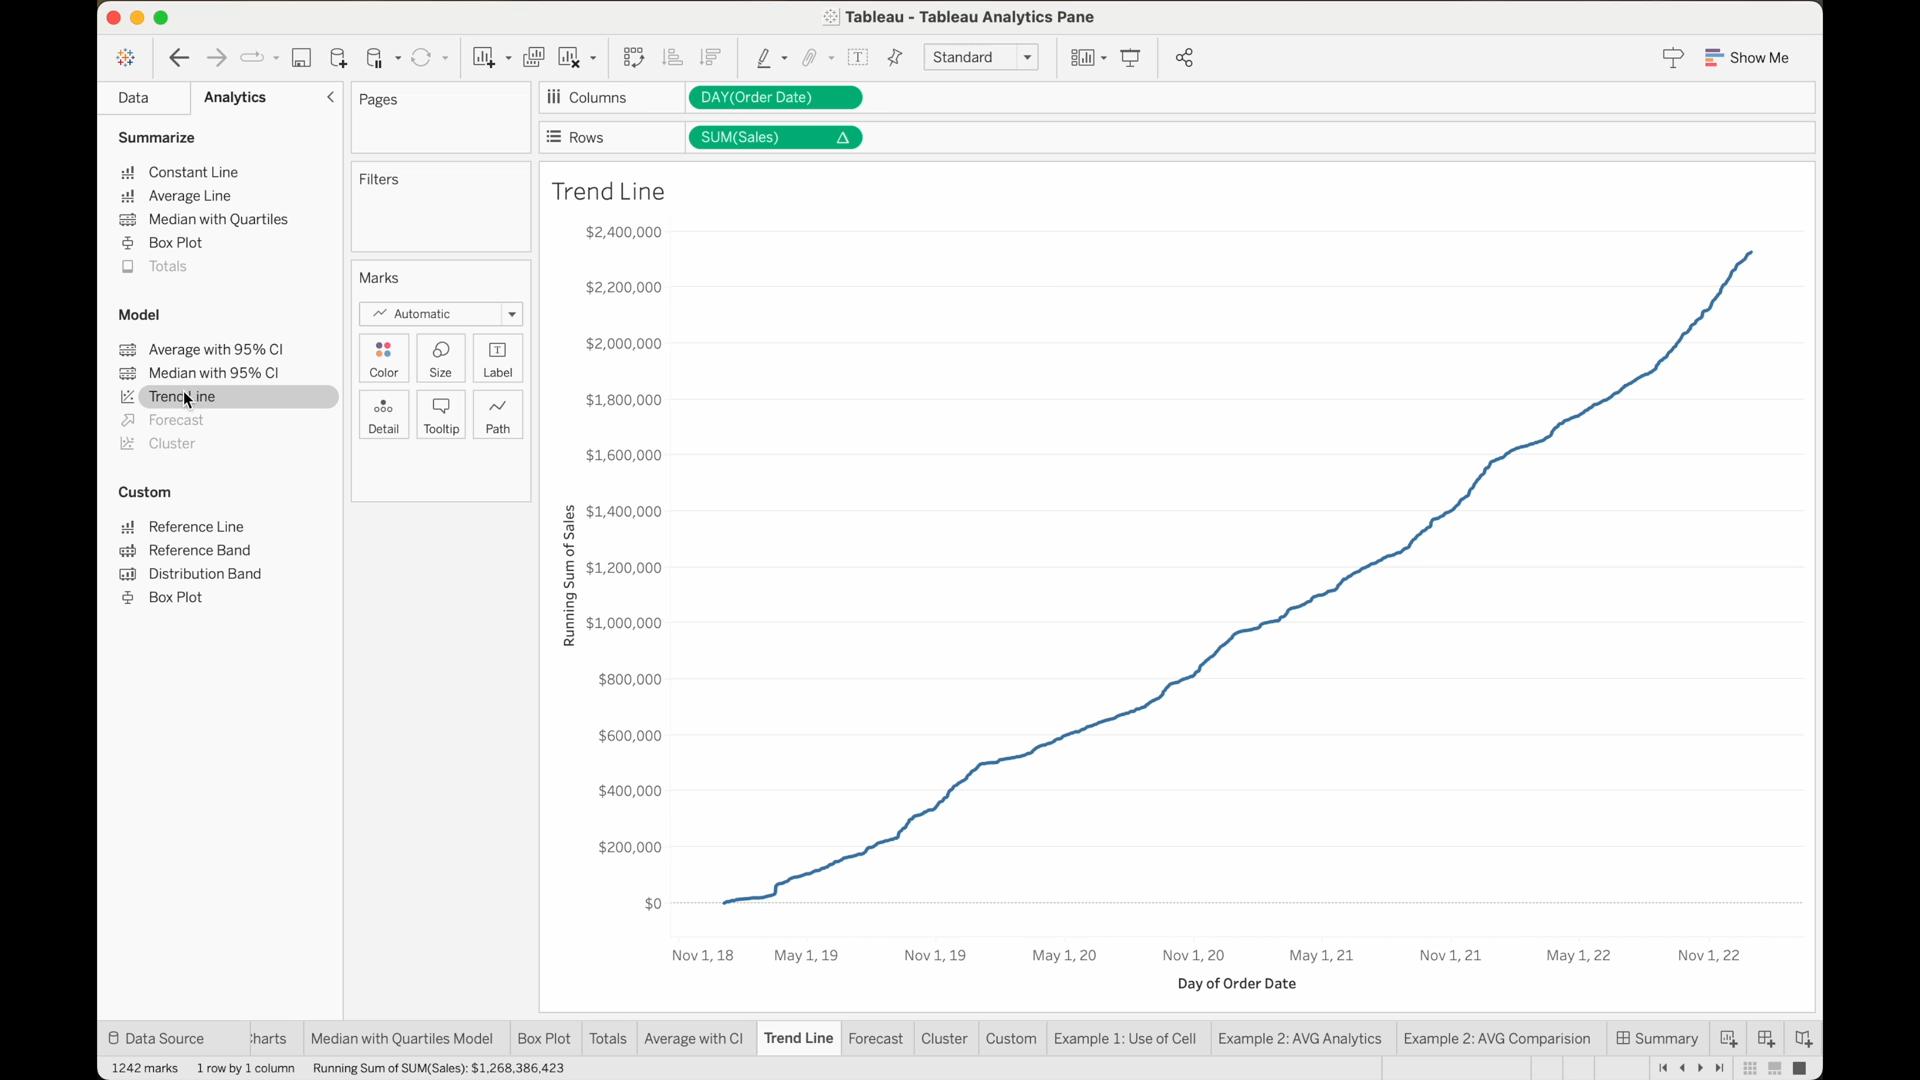 Tableau - Tableau Analytics Pane
Standard
Show Me
Data
Analytics
Summarize
Constant Line
Average Line
Median with Quartiles
Box Plot
Totals
Model
Average with 95% CI
Median with 95% CI
Trend Line
Forecast
Cluster
Custom
Reference Line
Reference Band
Distribution Band
Box Plot
Pages
Filters
Marks
Automatic
Color
Size
Label
Detail
Tooltip
Path
Columns
DAY(Order Date)
Rows
SUM(Sales)
Trend Line
$2,400,000
$2,200,000
$2,000,000
$1,800,000
$1,600,000
$1,400,000
$1,200,000
$1,000,000
$800,000
$600,000
$400,000
$200,000
$0
Running Sum of Sales
Nov 1, 18
May 1, 19
Nov 1, 19
May 1, 20
Nov 1, 20
May 1, 21
Nov 1, 21
May 1, 22
Nov 1, 22
Day of Order Date
Data Source
harts
Median with Quartiles Model
Box Plot
Totals
Average with CI
Trend Line
Forecast
Cluster
Custom
Example 1: Use of Cell
Example 2: AVG Analytics
Example 2: AVG Comparision
Summary
1242 marks
1 row by 1 column
Running Sum of SUM(Sales): $1,268,386,423